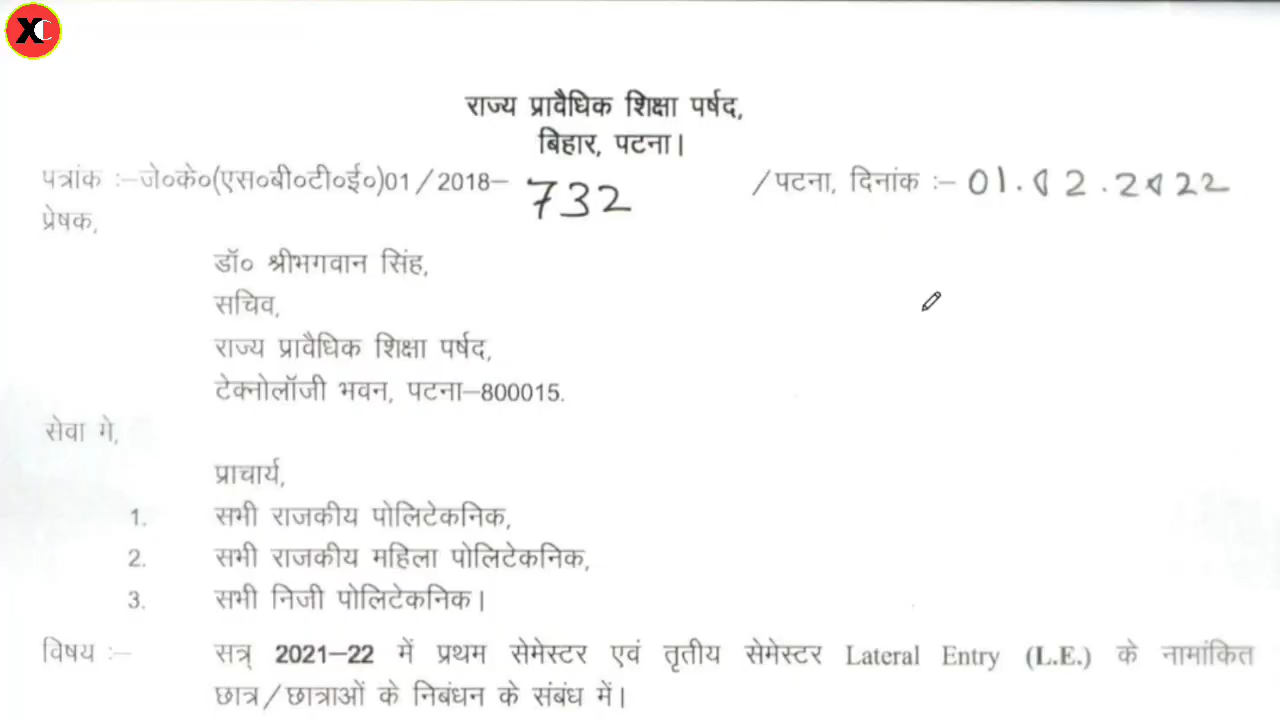 XC
राज्य प्रावैधिक शिक्षा पर्षद,
बिहार, पटना।
पत्रांक :–जे०के०(एस०बी०टी०ई०)01/2018– 732 /पटना, दिनांक :– 01.02.2022
प्रेषक,
डॉ० श्रीभगवान सिंह,
सचिव,
राज्य प्रावैधिक शिक्षा पर्षद,
टेक्नोलॉजी भवन, पटना–800015.
सेवा में,
प्राचार्य,
1. सभी राजकीय पोलिटेकनिक,
2. सभी राजकीय महिला पोलिटेकनिक,
3. सभी निजी पोलिटेकनिक।
विषय :– सत्र् 2021–22 में प्रथम सेमेस्टर एवं तृतीय सेमेस्टर Lateral Entry (L.E.) के नामांकित
छात्र/छात्राओं के निबंधन के संबंध में।